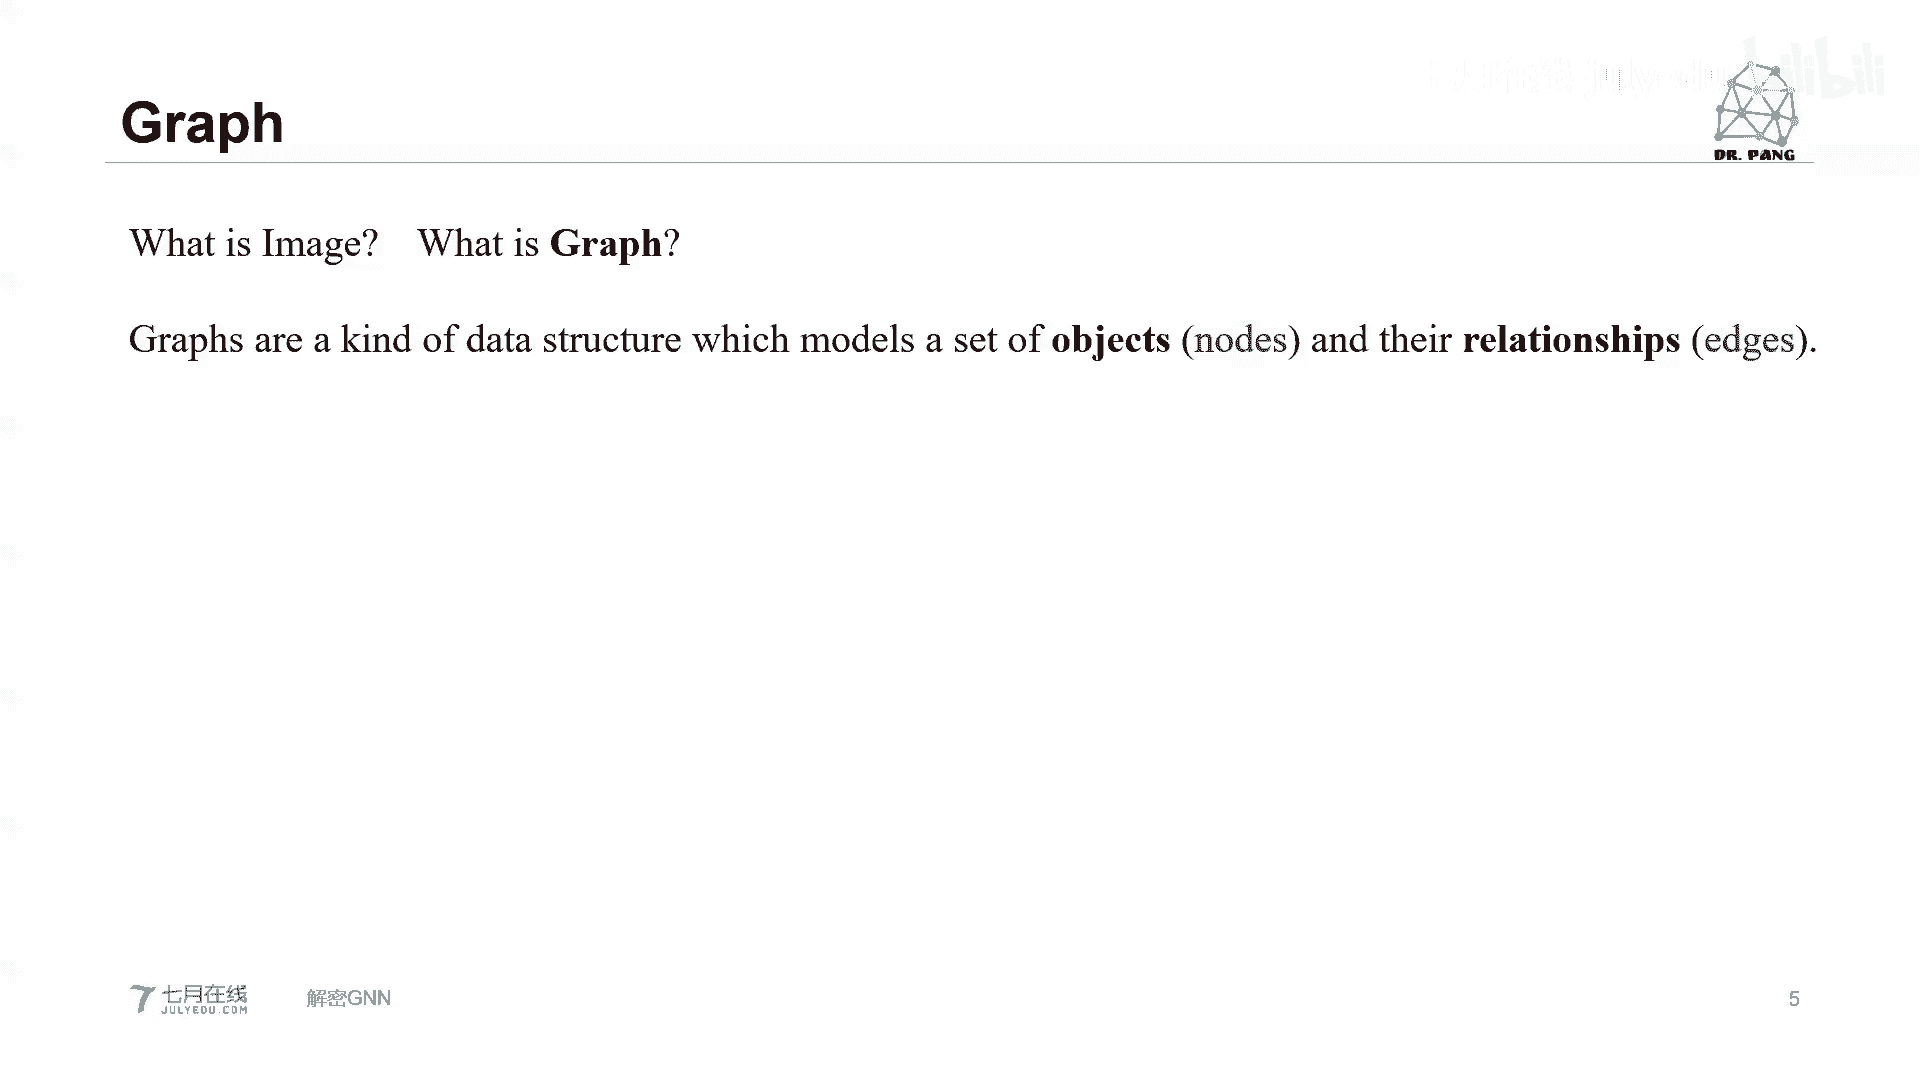 Graph
DR. PANG
What is Image? What is Graph?
Graphs are a kind of data structure which models a set of objects (nodes) and their relationships (edges).
七月在线
JULYEDU.COM
解密GNN
5